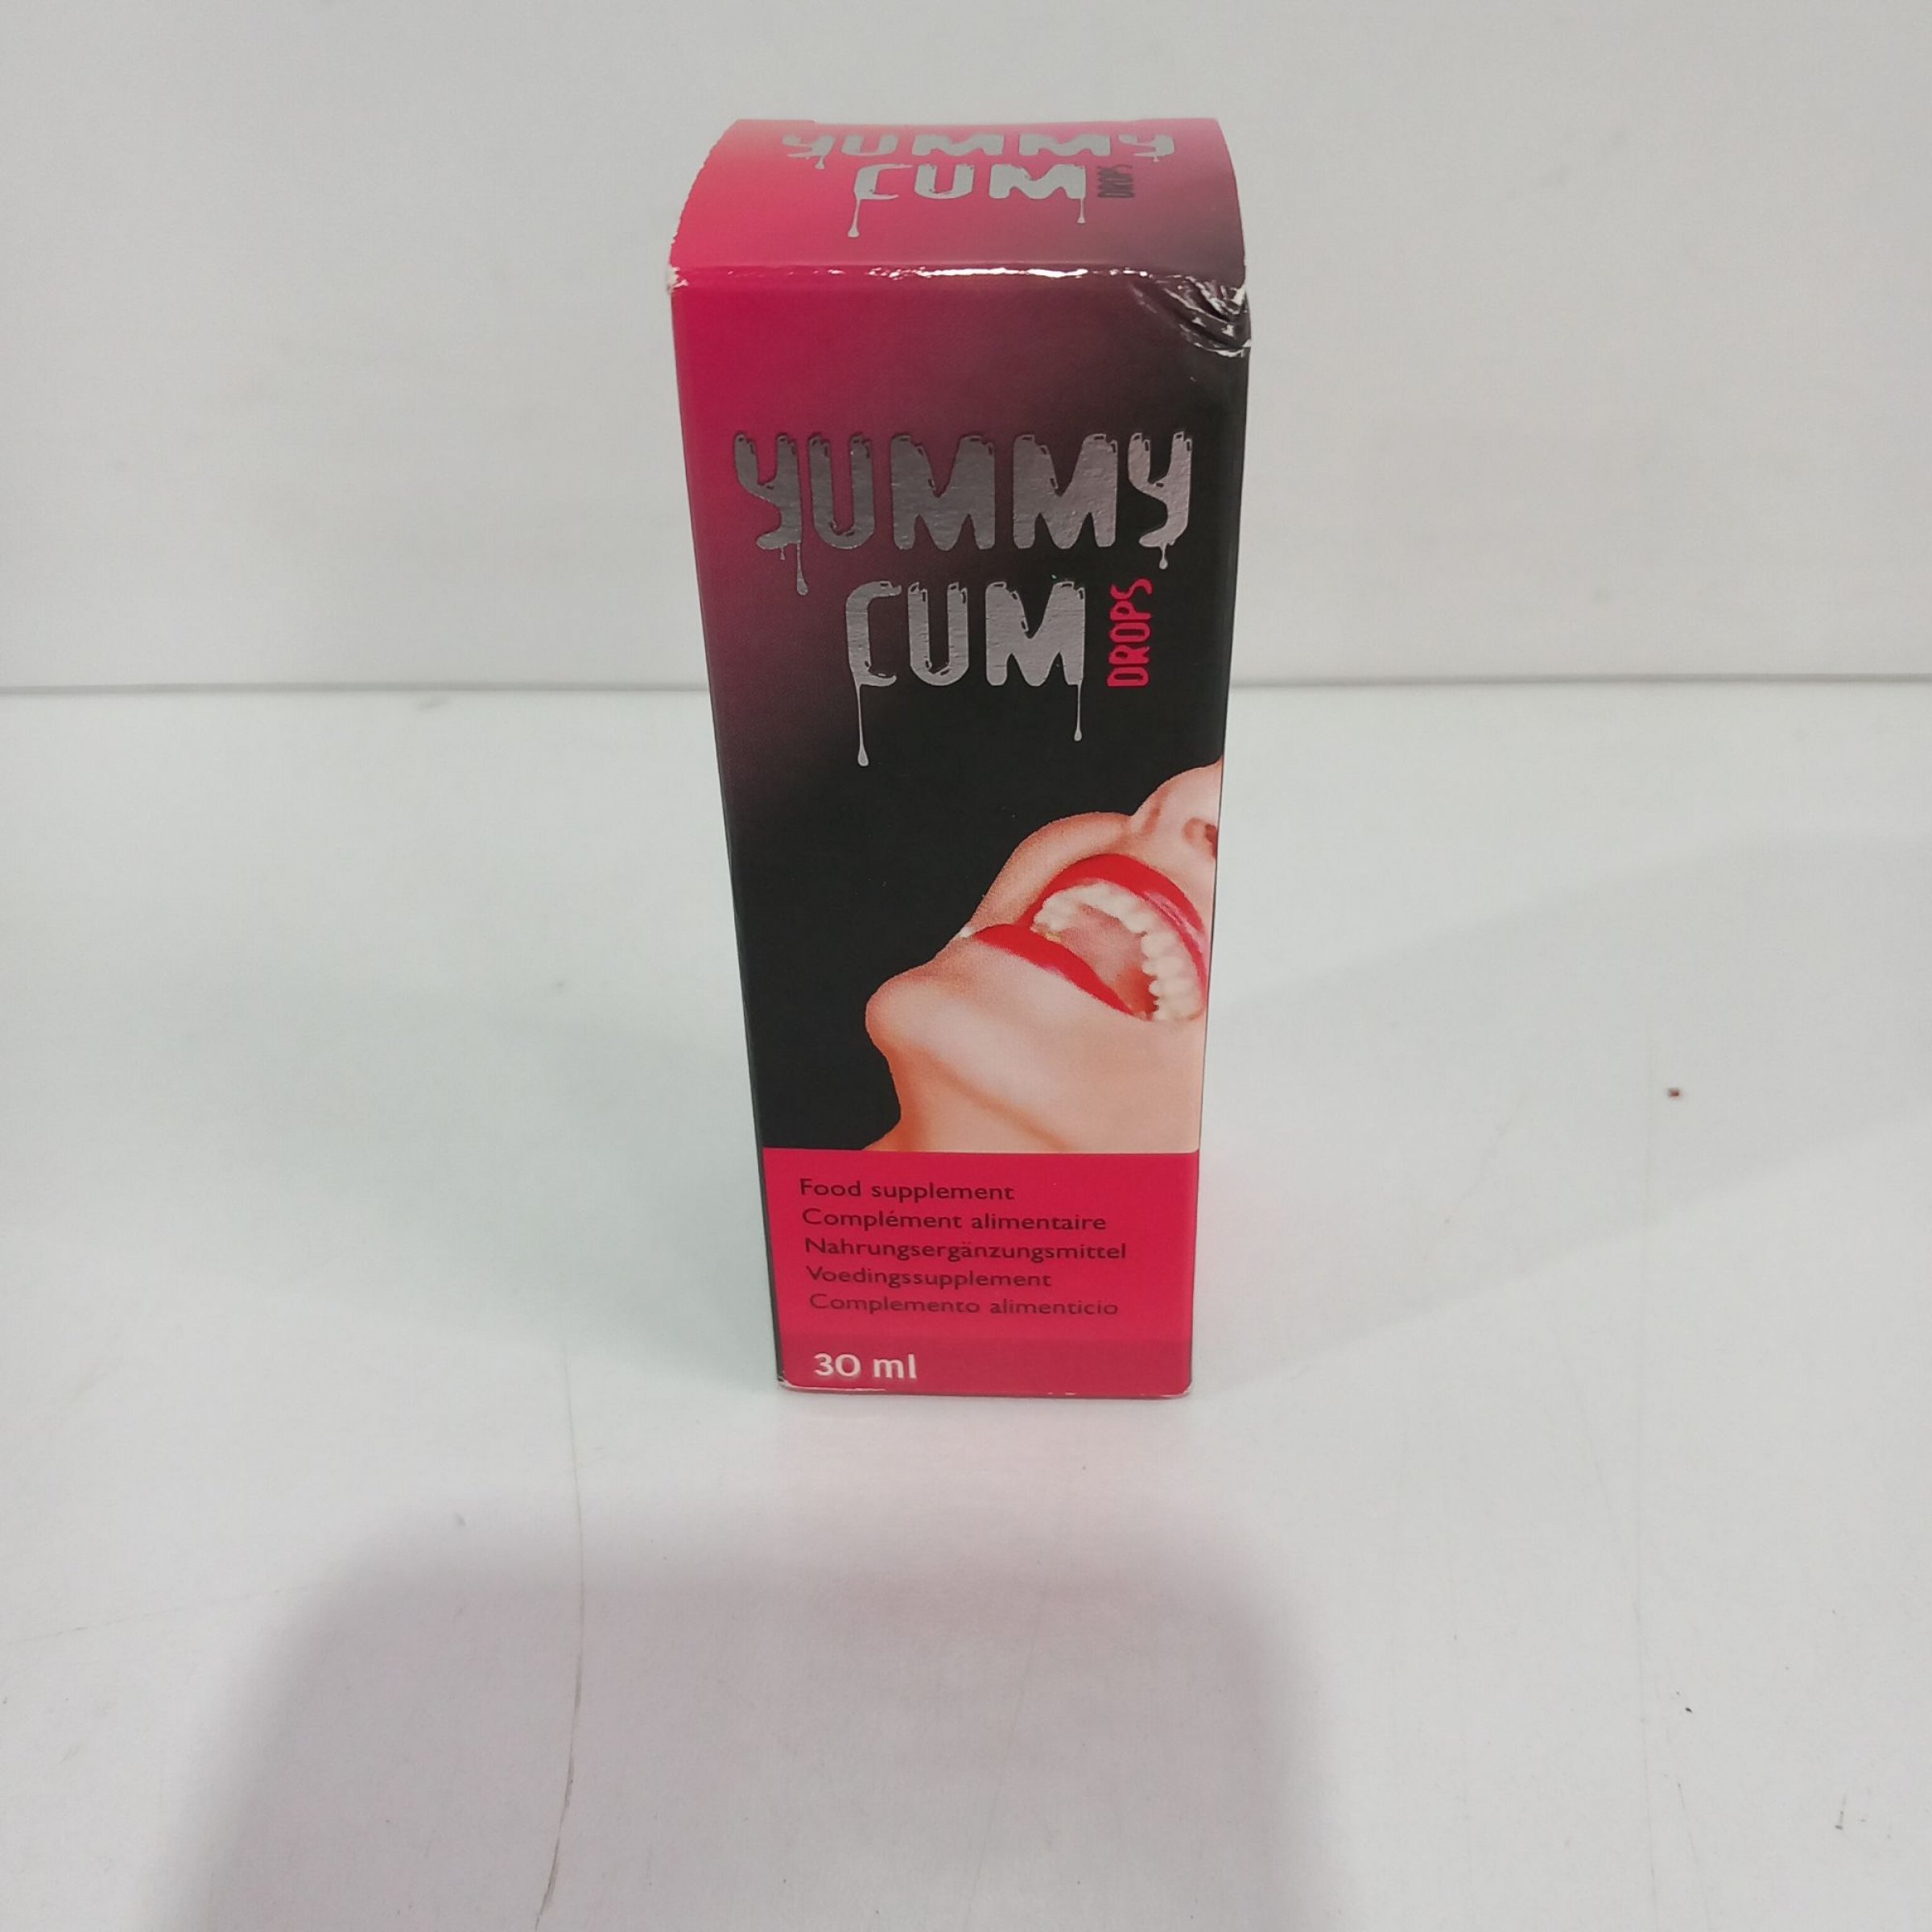 YUMMY
CUM DROPS
YUMMY
CUM DROPS
Food supplement
Complément alimentaire
Nahrungsergänzungsmittel
Voedingssupplement
Complemento alimenticio
30 ml